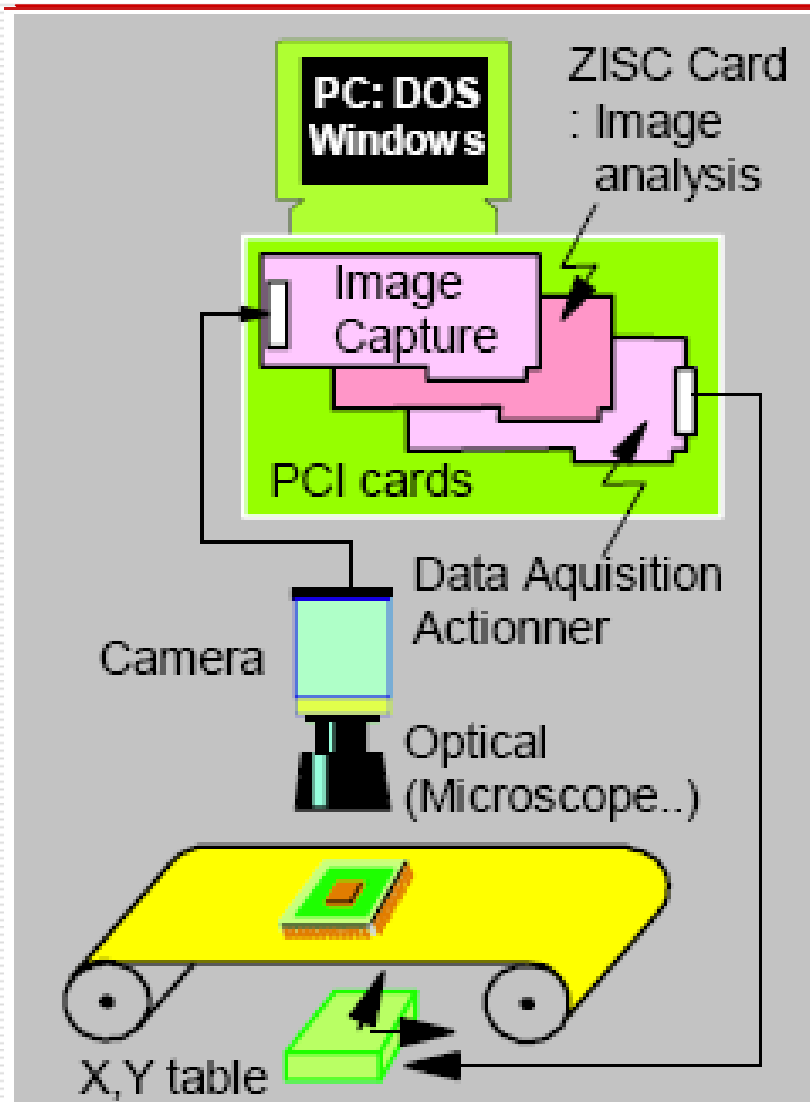 PC: DOS
Windows
ZISC Card
: Image
analysis
Image
Capture
PCI cards
Data Aquisition
Actionner
Camera
Optical
(Microscope..)
X,Y table